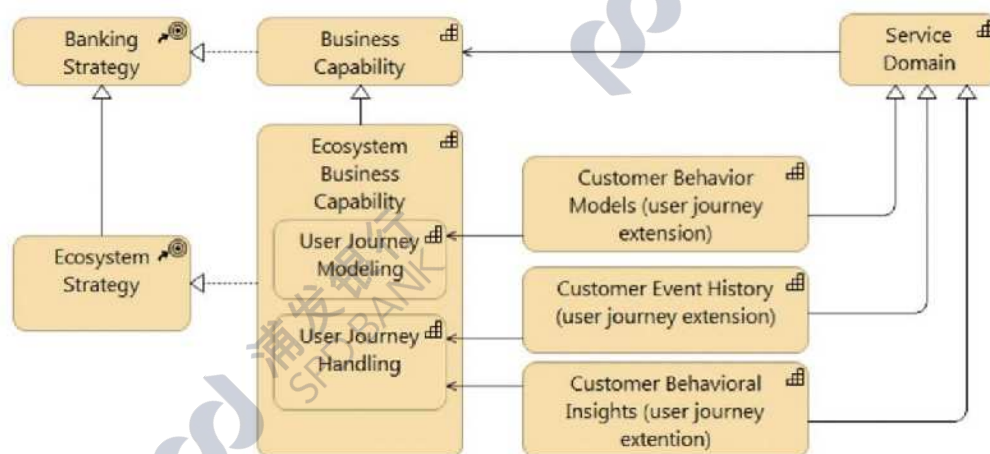 Banking
Strategy
Business
Capability
Service
Domain
Ecosystem
Business
Capability
Customer Behavior
Models (user journey
extension)
User Journey
Modeling
Ecosystem
Strategy
Customer Event History
(user journey extension)
User Journey
Handling
Customer Behavioral
Insights (user journey
extention)
浦发银行
SPD BANK